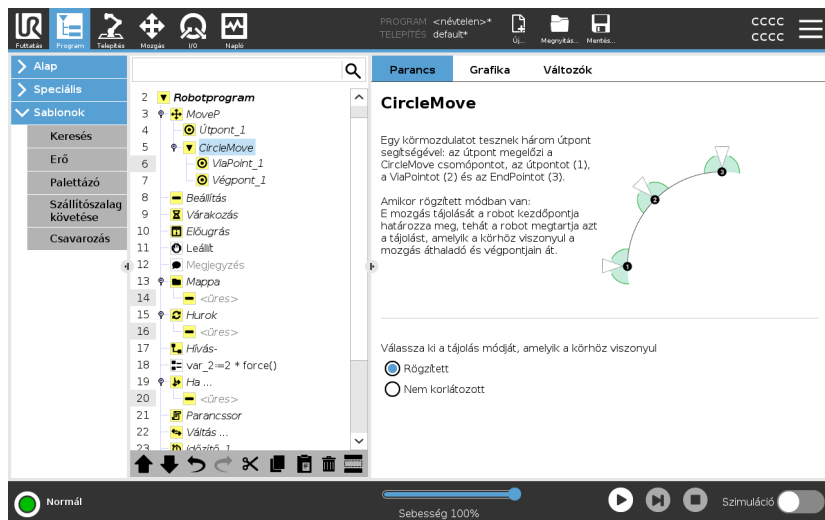 PROGRAM <névtelen>*
TELEPÍTÉS default*
Futtatás
Program
Telepítés
Mozgás
I/O
Napló
Új...
Megnyitás...
Mentés...
cccc
cccc
Alap
Speciális
Sablonok
Keresés
Erő
Palettázó
Szállítószalag
követése
Csavarozás
2 Robotprogram
3 MoveP
4 Útpont_1
5 CircleMove
6 ViaPoint_1
7 Végpont_1
8 Beállítás
9 Várakozás
10 Előugrás
11 Leállít
12 Megjegyzés
13 Mappa
14 <üres>
15 Hurok
16 <üres>
17 Hívás-
18 var_2:=2 * force()
19 Ha ...
20 <üres>
21 Parancssor
22 Váltás ...
23 időzítő_1
Parancs
Grafika
Változók
CircleMove
Egy körmozdulatot tesznek három útpont
segítségével: az útpont megelőzi a
CircleMove csomópontot, az útpontot (1),
a ViaPointot (2) és az EndPointot (3).
Amikor rögzített módban van:
E mozgás tájolását a robot kezdőpontja
határozza meg, tehát a robot megtartja azt
a tájolást, amelyik a körhöz viszonyul a
mozgás áthaladó és végpontjain át.
3
2
1
Válassza ki a tájolás módját, amelyik a körhöz viszonyul
Rögzített
Nem korlátozott
Normál
Sebesség 100%
Szimuláció